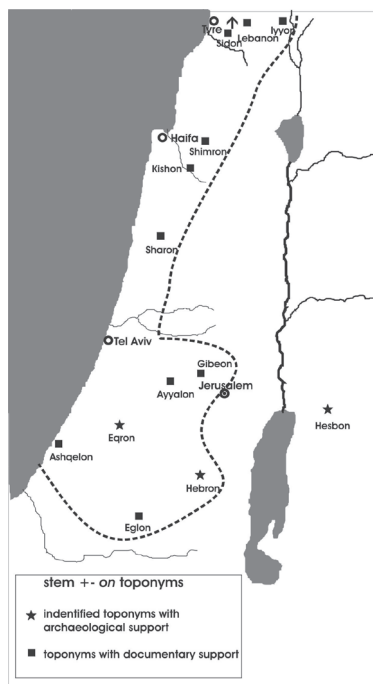 Tyre
Sidon
Lebanon
Iyyon
Haifa
Shimron
Kishon
Sharon
Tel Aviv
Gibeon
Ayyalon
Jerusalem
Eqron
Hesbon
Ashqelon
Hebron
Eglon
stem +- on toponyms
indentified toponyms with
archaeological support
toponyms with documentary support